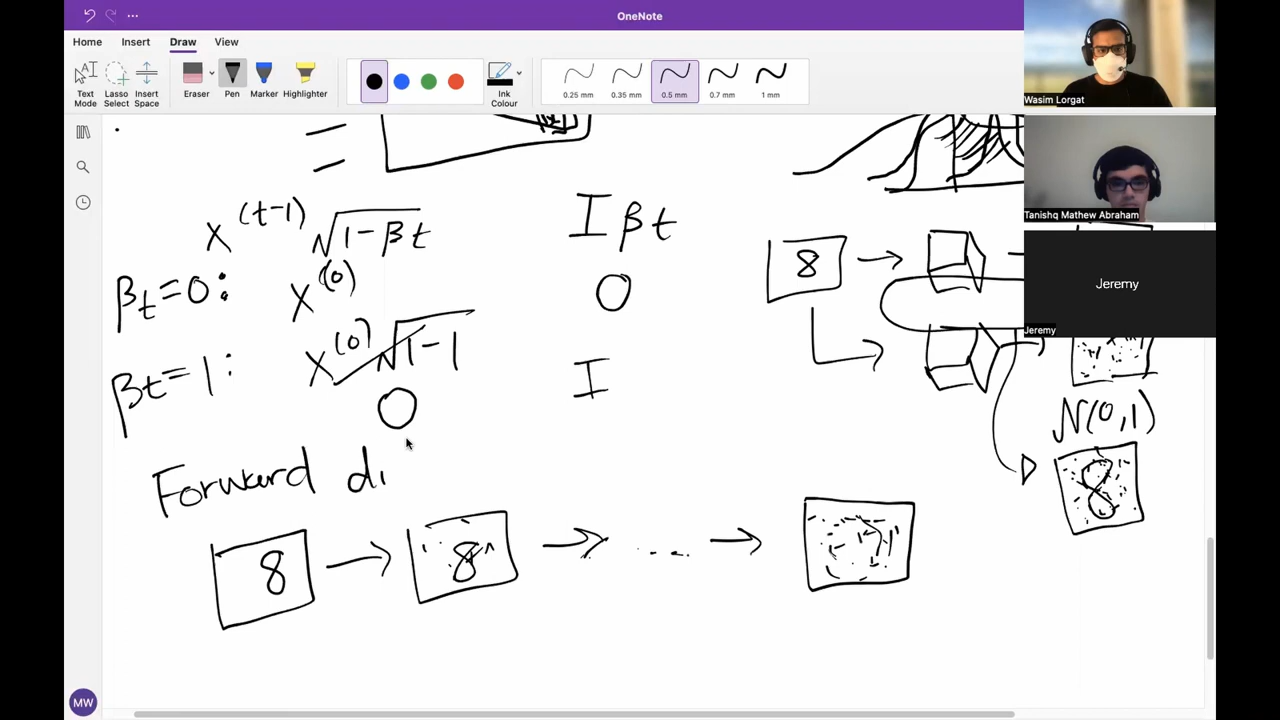 OneNote
Home Insert Draw View
Text Mode
Lasso Select
Insert Space
Eraser
Pen
Marker
Highlighter
Ink Colour
0.25 mm
0.35 mm
0.5 mm
0.7 mm
1 mm
Wasim Lorgat
Tanishq Mathew Abraham
Jeremy
Jeremy
=
x^(t-1) √1-βt    I βt
βt=0: x^(0)    0
βt=1: x^(0) √1-1    I
0
8
N(0,1)
8
Forward di
8 → 8 → ... →
MW